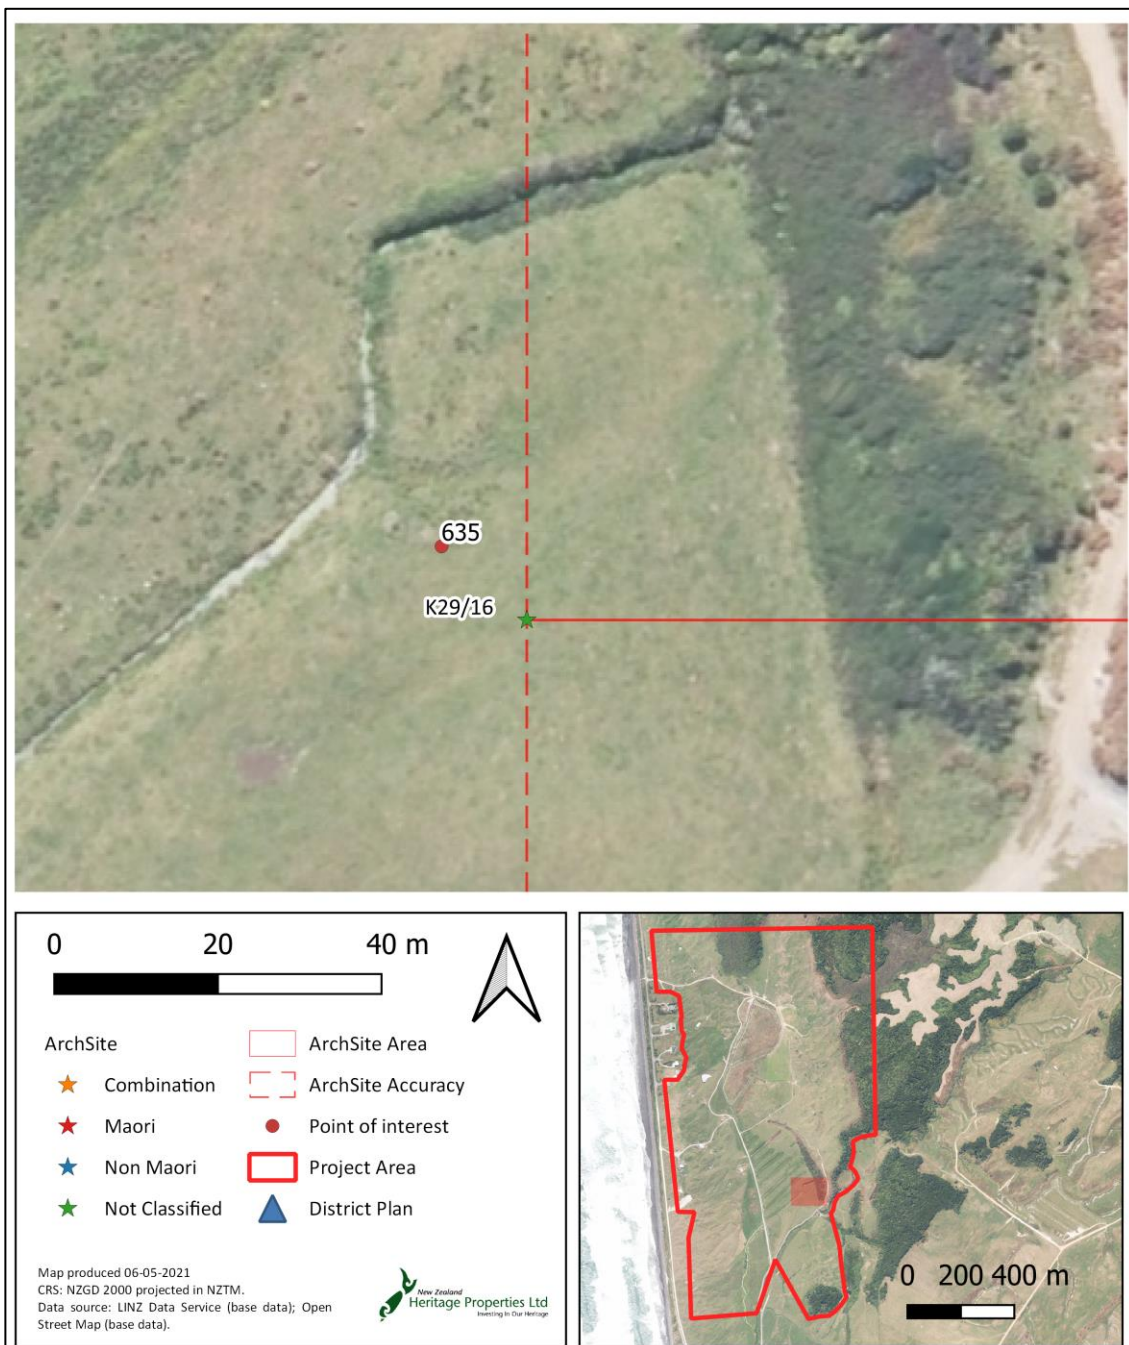 635
K29/16
0 20 40 m
ArchSite
Combination
Maori
Non Maori
Not Classified
ArchSite Area
ArchSite Accuracy
Point of interest
Project Area
District Plan
Map produced 06-05-2021
CRS: NZGD 2000 projected in NZTM.
Data source: LINZ Data Service (base data); Open
Street Map (base data).
New Zealand
Heritage Properties Ltd
Investing In Our Heritage
0 200 400 m